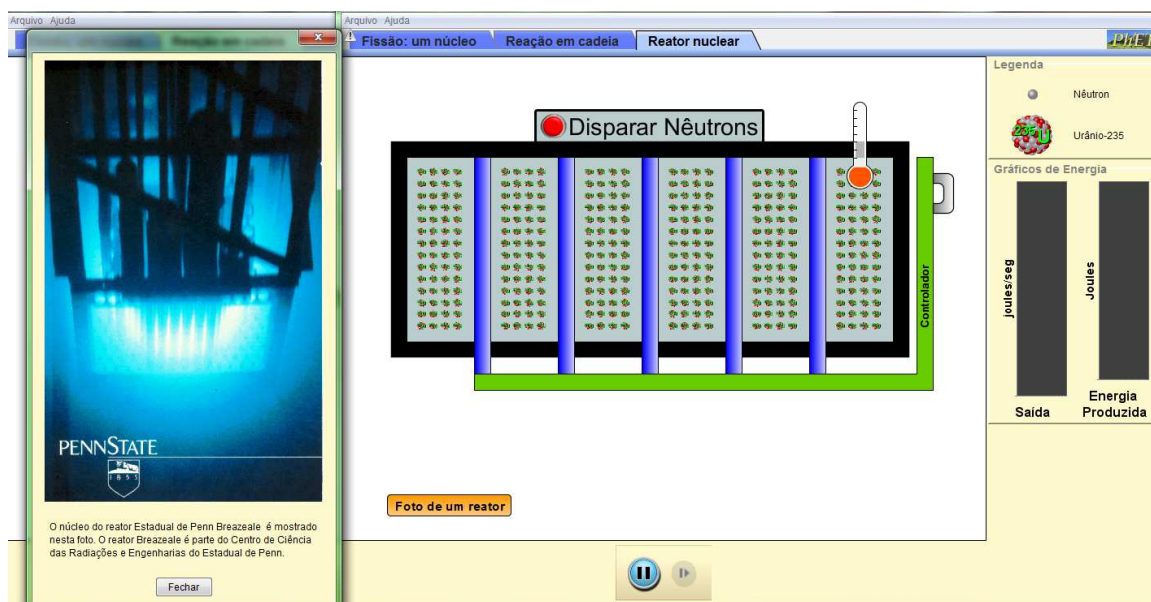 Arquivo Ajuda
PENNSTATE
1855
O núcleo do reator Estadual de Penn Breazeale é mostrado
nesta foto. O reator Breazeale é parte do Centro de Ciência
das Radiações e Engenharias do Estadual de Penn.
Fechar
Arquivo Ajuda
Fissão: um núcleo
Reação em cadeia
Reator nuclear
PhET
Disparar Nêutrons
Controlador
Foto de um reator
Legenda
Nêutron
235
U
Urânio-235
Gráficos de Energia
joules/seg
Joules
Saída
Energia
Produzida